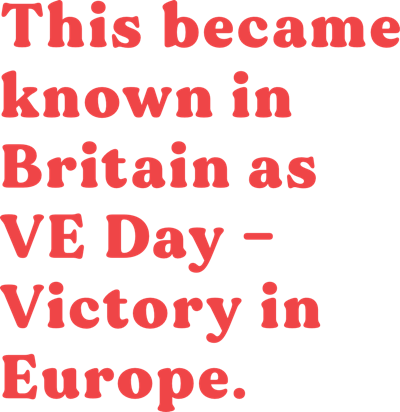 This became
known in
Britain as
VE Day –
Victory in
Europe.